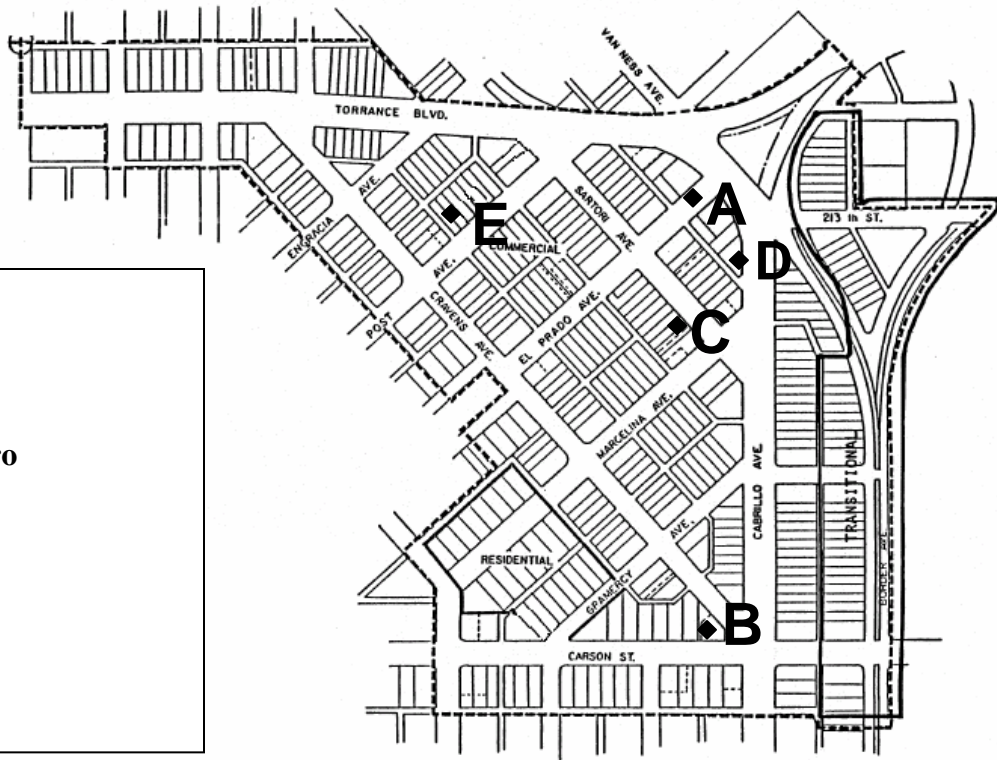 VAN NESS AVE.
TORRANCE BLVD.
A
213 th ST.
SARTORI AVE.
AVE.
E
ENGRACIA
COMMERCIAL
D
AVE.
CRAVENS AVE.
POST
EL PRADO AVE.
C
MARCELINA AVE.
CABRILLO AVE.
TRANSITIONAL
AVE.
RESIDENTIAL
GRAMERCY
BORDER AVE.
B
CARSON ST.